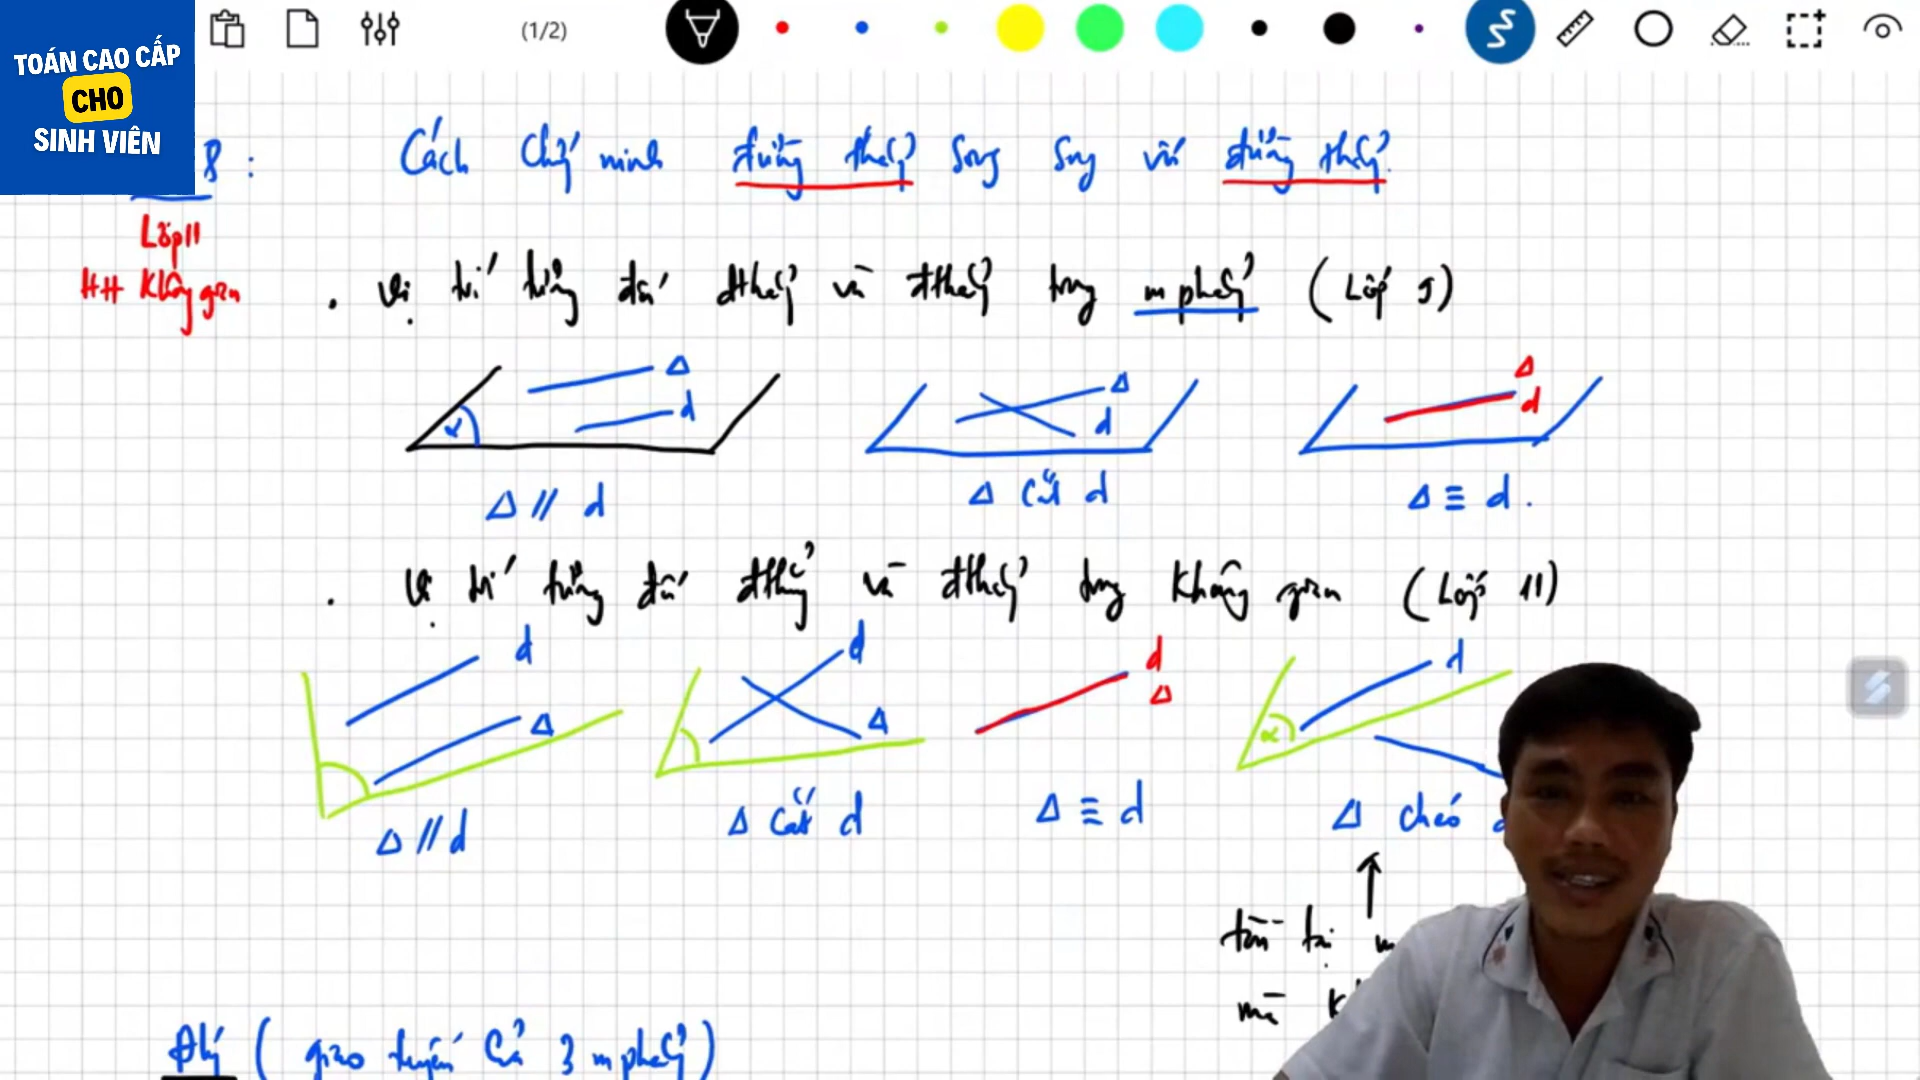 TOÁN CAO CẤP
CHO
SINH VIÊN
(1/2)
8 : Cách chứng minh đường thẳng song song với đường thẳng.
Lớp 11
HH Không gian
. Vị trí tương đối đthẳng và đthẳng trong mphẳng (Lớp 9)
Δ
d
α
Δ
d
Δ
d
Δ // d
Δ cắt d
Δ ≡ d.
. Vị trí tương đối đthẳng và đthẳng trong không gian (Lớp 11)
d
Δ
d
Δ
d
Δ
d
α
Δ // d
Δ cắt d
Δ ≡ d
Δ chéo
tồn tại
mà
Đlý ( giao tuyến của 3 mphẳng )